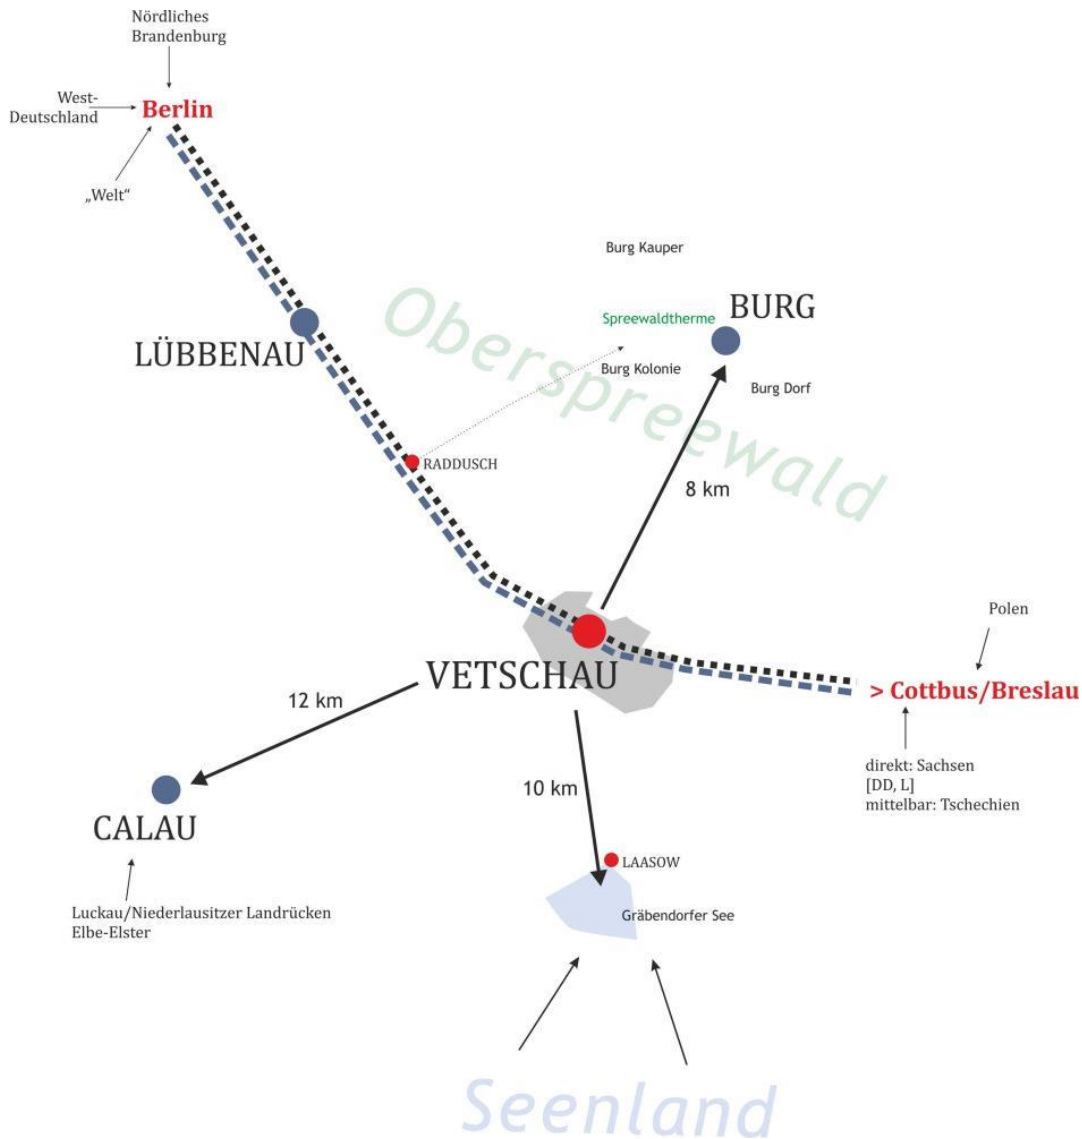 Nördliches
Brandenburg
West-
Deutschland
Berlin
„Welt“
Burg Kauper
BURG
Spreewaldtherme
Oberspreewald
LÜBBENAU
Burg Kolonie
Burg Dorf
RADDUSCH
8 km
Polen
VETSCHAU
> Cottbus/Breslau
12 km
direkt: Sachsen
[DD, L]
mittelbar: Tschechien
10 km
CALAU
LAASOW
Luckau/Niederlausitzer Landrücken
Elbe-Elster
Gräbendorfer See
Seenland